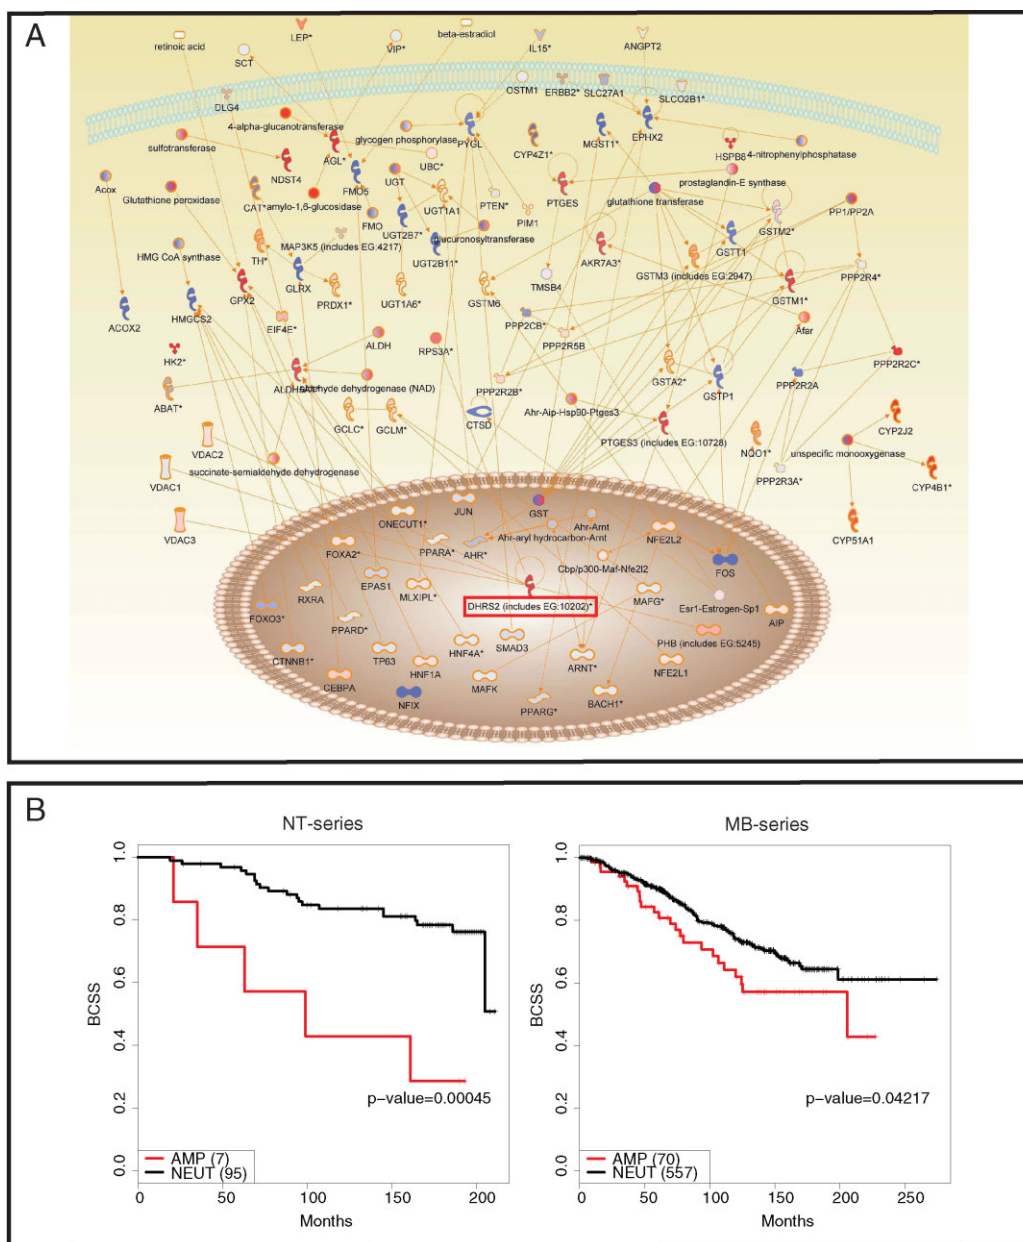 A
retinoic acid
LEP*
beta-estradiol
SCT
VIP*
IL15*
ANGPT2
DLG4
OSTM1
ERBB2*
SLC27A1
SLCO2B1*
4-alpha-glucanotransferase
glycogen phosphorylase
sulfotransferase
AGL*
PYGL
CYP4Z1*
MGST1*
EPHX2
HSPB8
4-nitrophenylphosphatase
NDST4
FMO5
UBC*
prostaglandin-E synthase
Acox
Glutathione peroxidase
CAT*
amylo-1,6-glucosidase
UGT
UGT1A1
PTEN*
PIM1
PTGES
glutathione transferase
PP1/PP2A
FMO
UGT2B7*
glucuronosyltransferase
GSTM2*
HMG CoA synthase
TH*
MAP3K5 (includes EG:4217)
UGT2B11*
AKR7A3*
GSTT1
GSTM3 (includes EG:2947)
PPP2R4*
ACOX2
HMGCS2
GPX2
GLRX
PRDX1*
UGT1A6*
GSTM6
TMSB4
GSTM1*
EIF4E*
PPP2CB*
PPP2R5B
Afar
HK2*
ALDH
RPS3A*
ABAT*
aldehyde dehydrogenase (NAD)
PPP2R2B*
GSTA2*
GSTP1
PPP2R2A
PPP2R2C*
GCLC*
GCLM*
CTSD
Ahr-Aip-Hsp90-Ptges3
PTGES3 (includes EG:10728)
NQO1*
unspecific monooxygenase
CYP2J2
VDAC2
succinate-semialdehyde dehydrogenase
PPP2R3A*
CYP4B1*
VDAC1
VDAC3
CYP51A1
ONECUT1*
JUN
GST
Ahr-Arnt
NFE2L2
FOXA2*
PPARA*
AHR*
Ahr-aryl hydrocarbon-Arnt
Cbp/p300-Maf-Nfe2l2
FOS
RXRA
EPAS1
MLXIPL*
DHRS2 (includes EG:10202)*
MAFG*
Esr1-Estrogen-Sp1
FOXO3*
PPARD*
AIP
CTNNB1*
TP63
HNF4A*
SMAD3
PHB (includes EG:5245)
CEBPA
HNF1A
MAFK
ARNT*
NFE2L1
NFIX
PPARG*
BACH1*
B
NT-series
BCSS
1.0
0.8
0.6
0.4
0.2
0.0
p-value=0.00045
AMP (7)
NEUT (95)
0 50 100 150 200
Months
MB-series
BCSS
1.0
0.8
0.6
0.4
0.2
0.0
p-value=0.04217
AMP (70)
NEUT (557)
0 50 100 150 200 250
Months